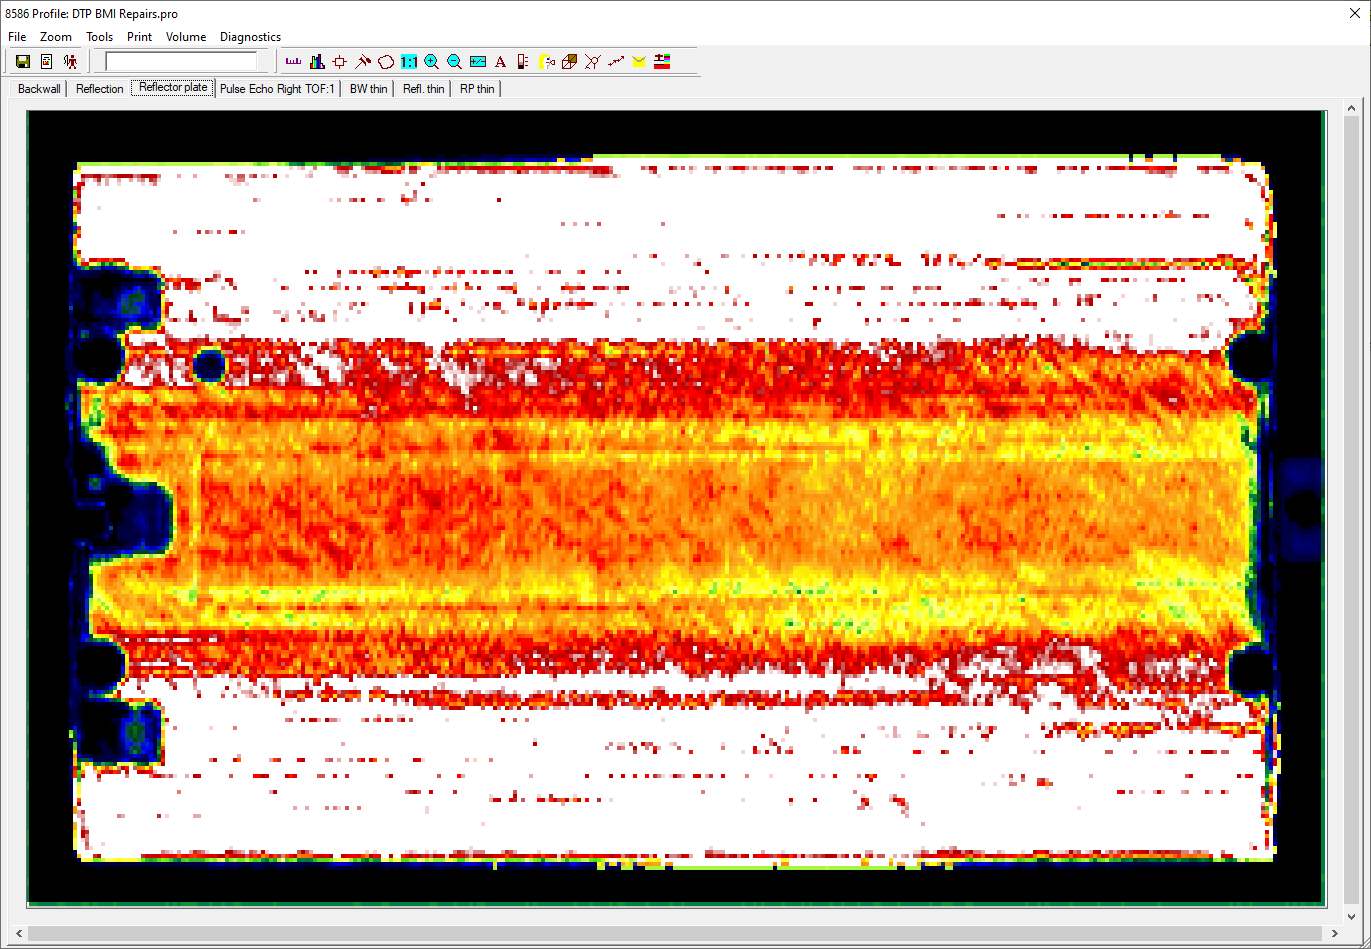 8586 Profile: DTP BMI Repairs.pro
File Zoom Tools Print Volume Diagnostics
1:1 A
Backwall Reflection Reflector plate Pulse Echo Right TOF:1 BW thin Refl. thin RP thin